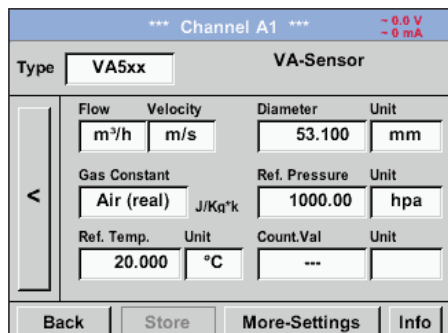 *** Channel A1 ***
~ 0.0 V
~ 0 mA
Type VA5xx VA-Sensor
Flow Velocity Diameter Unit
m³/h m/s 53.100 mm
Gas Constant Ref. Pressure Unit
< Air (real) J/Kg*k 1000.00 hpa
Ref. Temp. Unit Count.Val Unit
20.000 °C ---
Back Store More-Settings Info